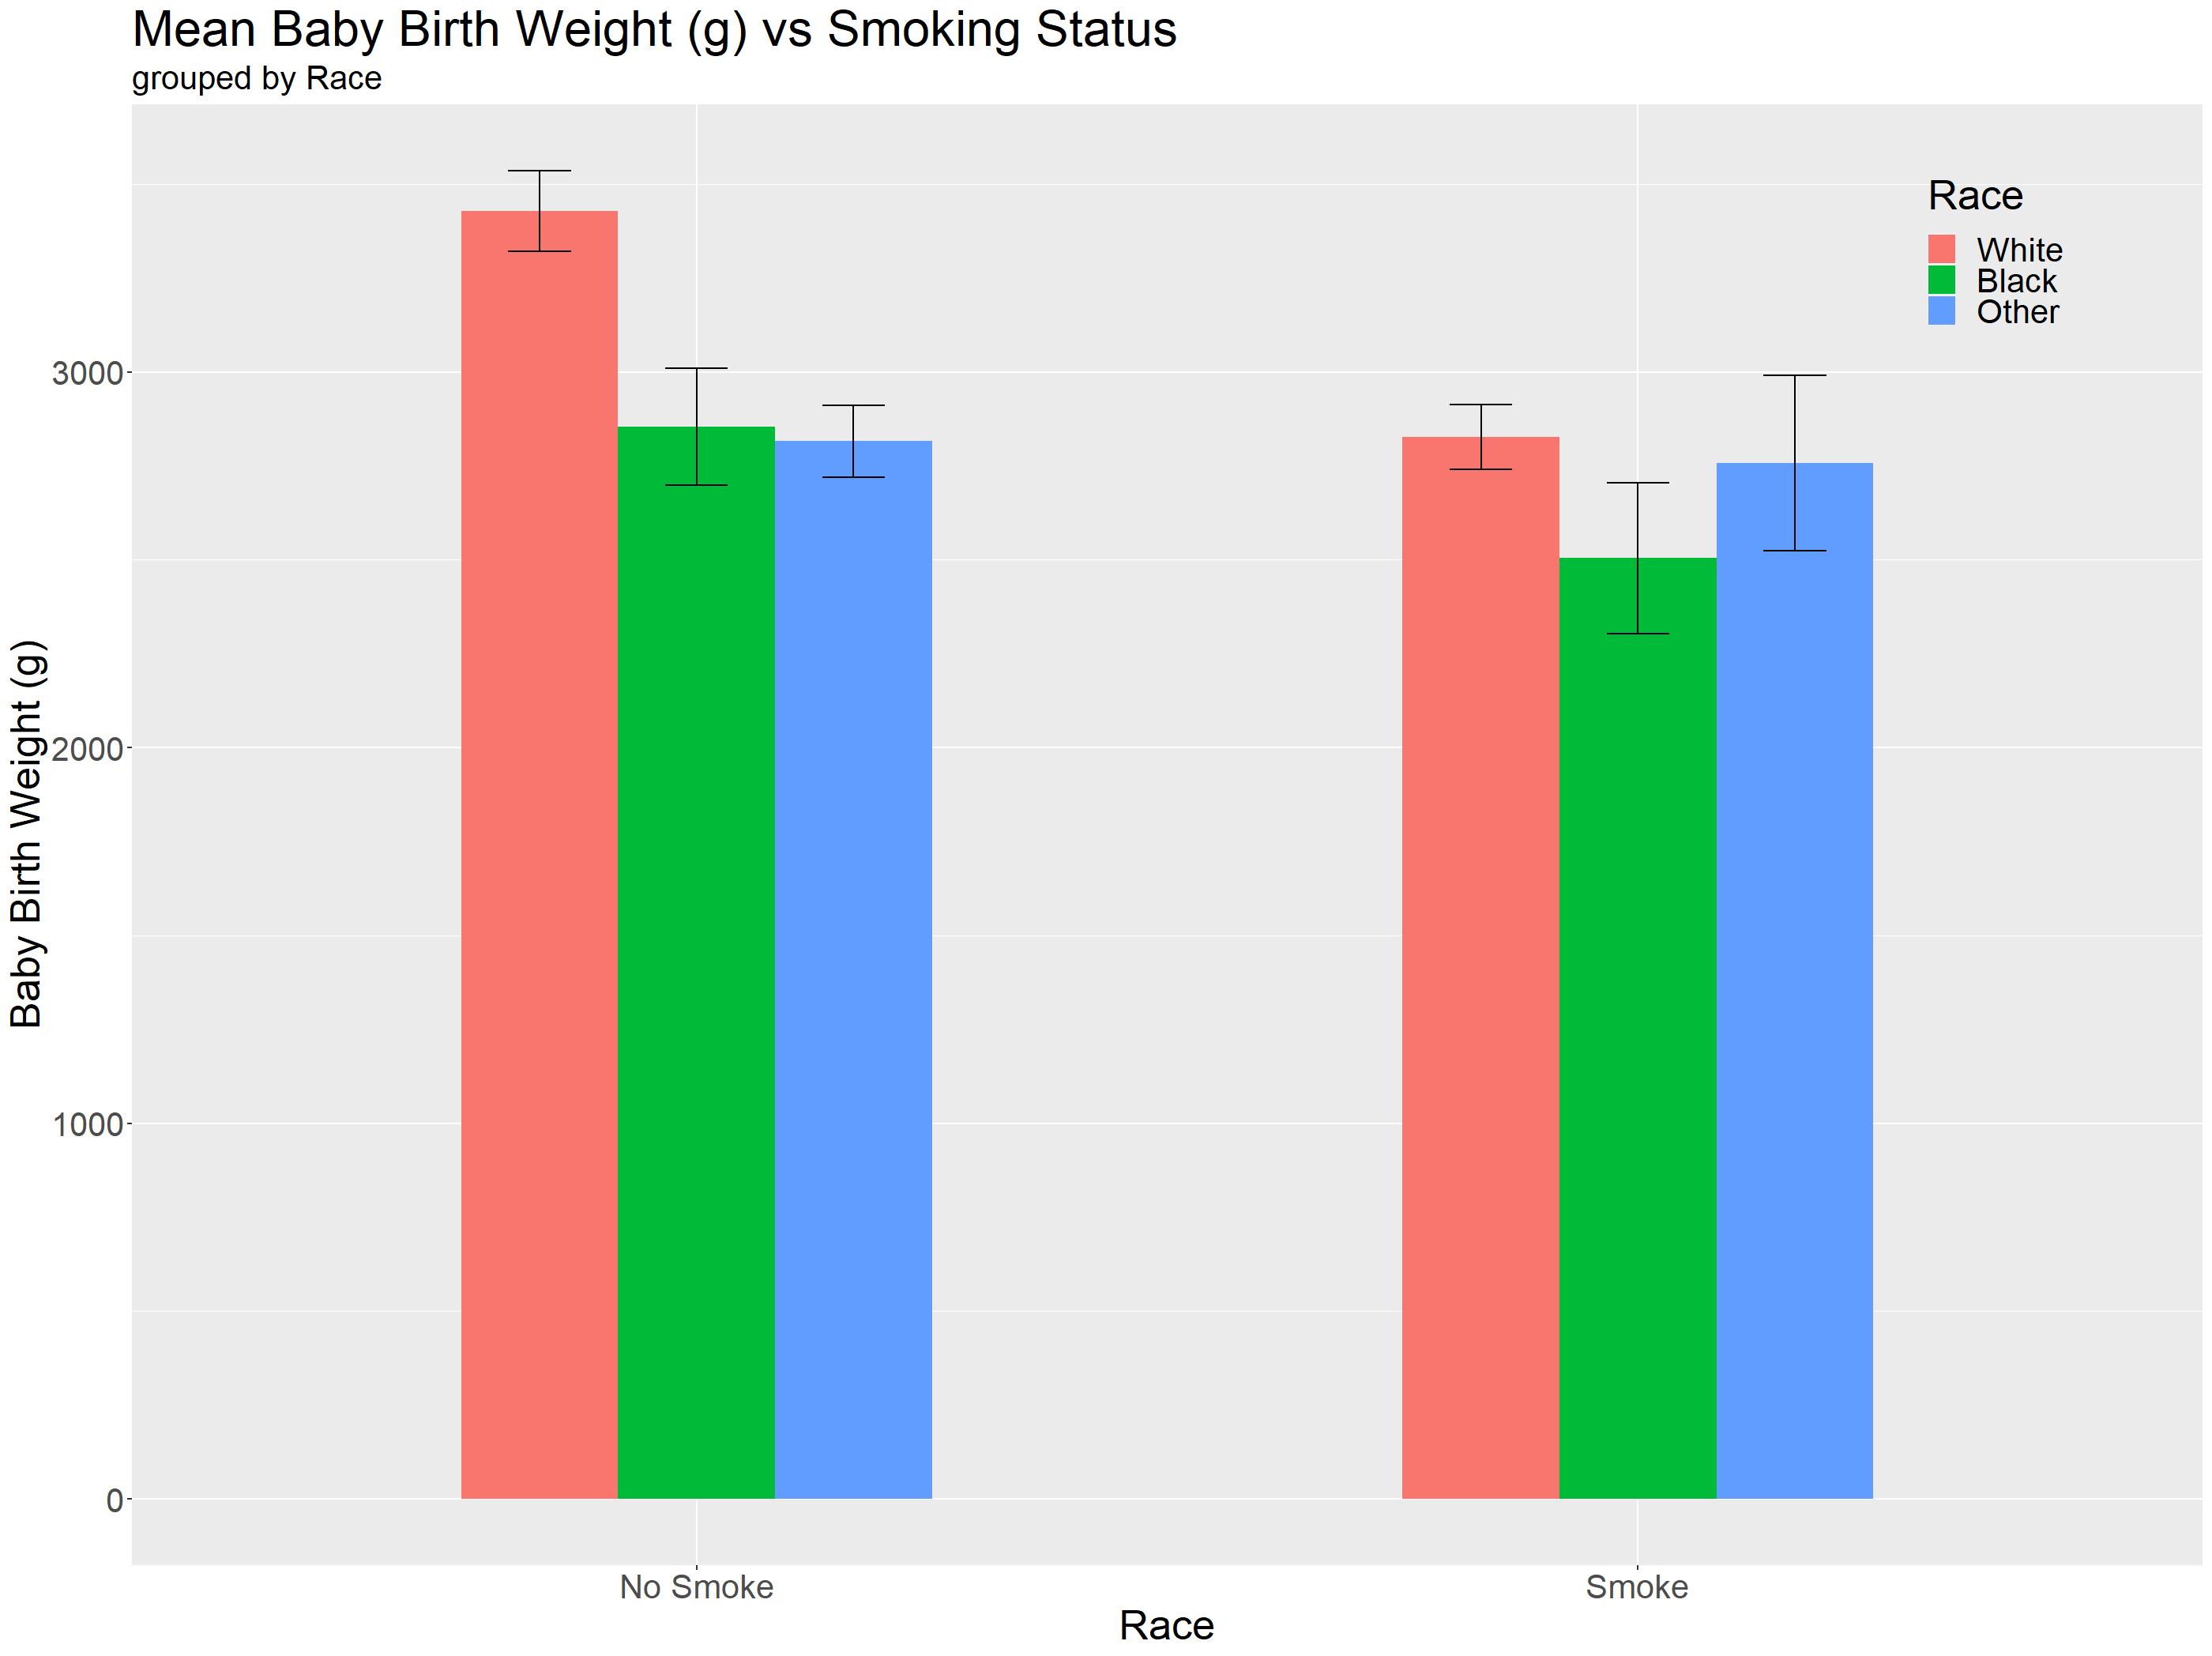 Mean Baby Birth Weight (g) vs Smoking Status
grouped by Race
Race
White
Black
Other
3000
2000
1000
0
Baby Birth Weight (g)
No Smoke
Smoke
Race